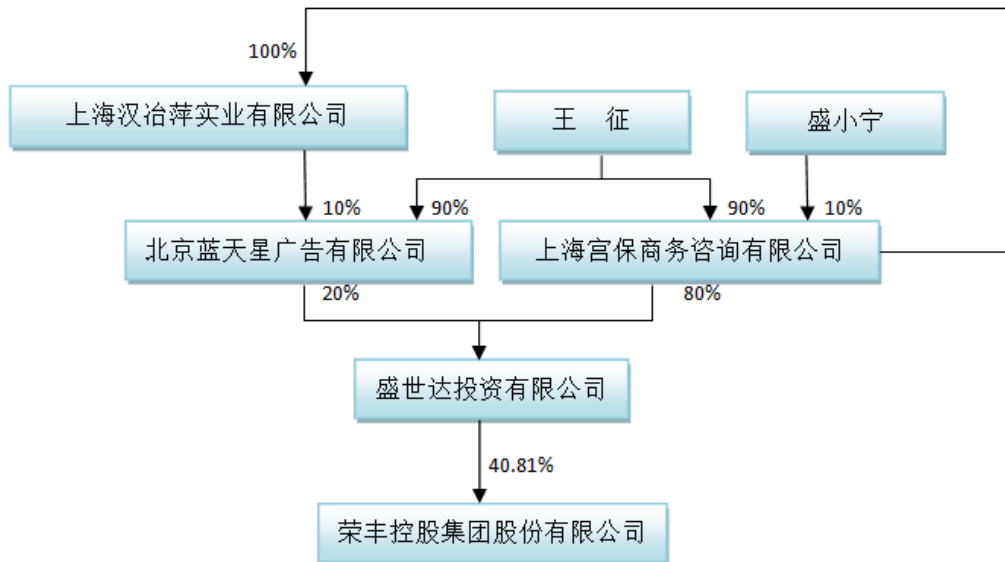 100%
上海汉冶萍实业有限公司
王 征
盛小宁
10%
90%
90%
10%
北京蓝天星广告有限公司
上海宫保商务咨询有限公司
20%
80%
盛世达投资有限公司
40.81%
荣丰控股集团股份有限公司